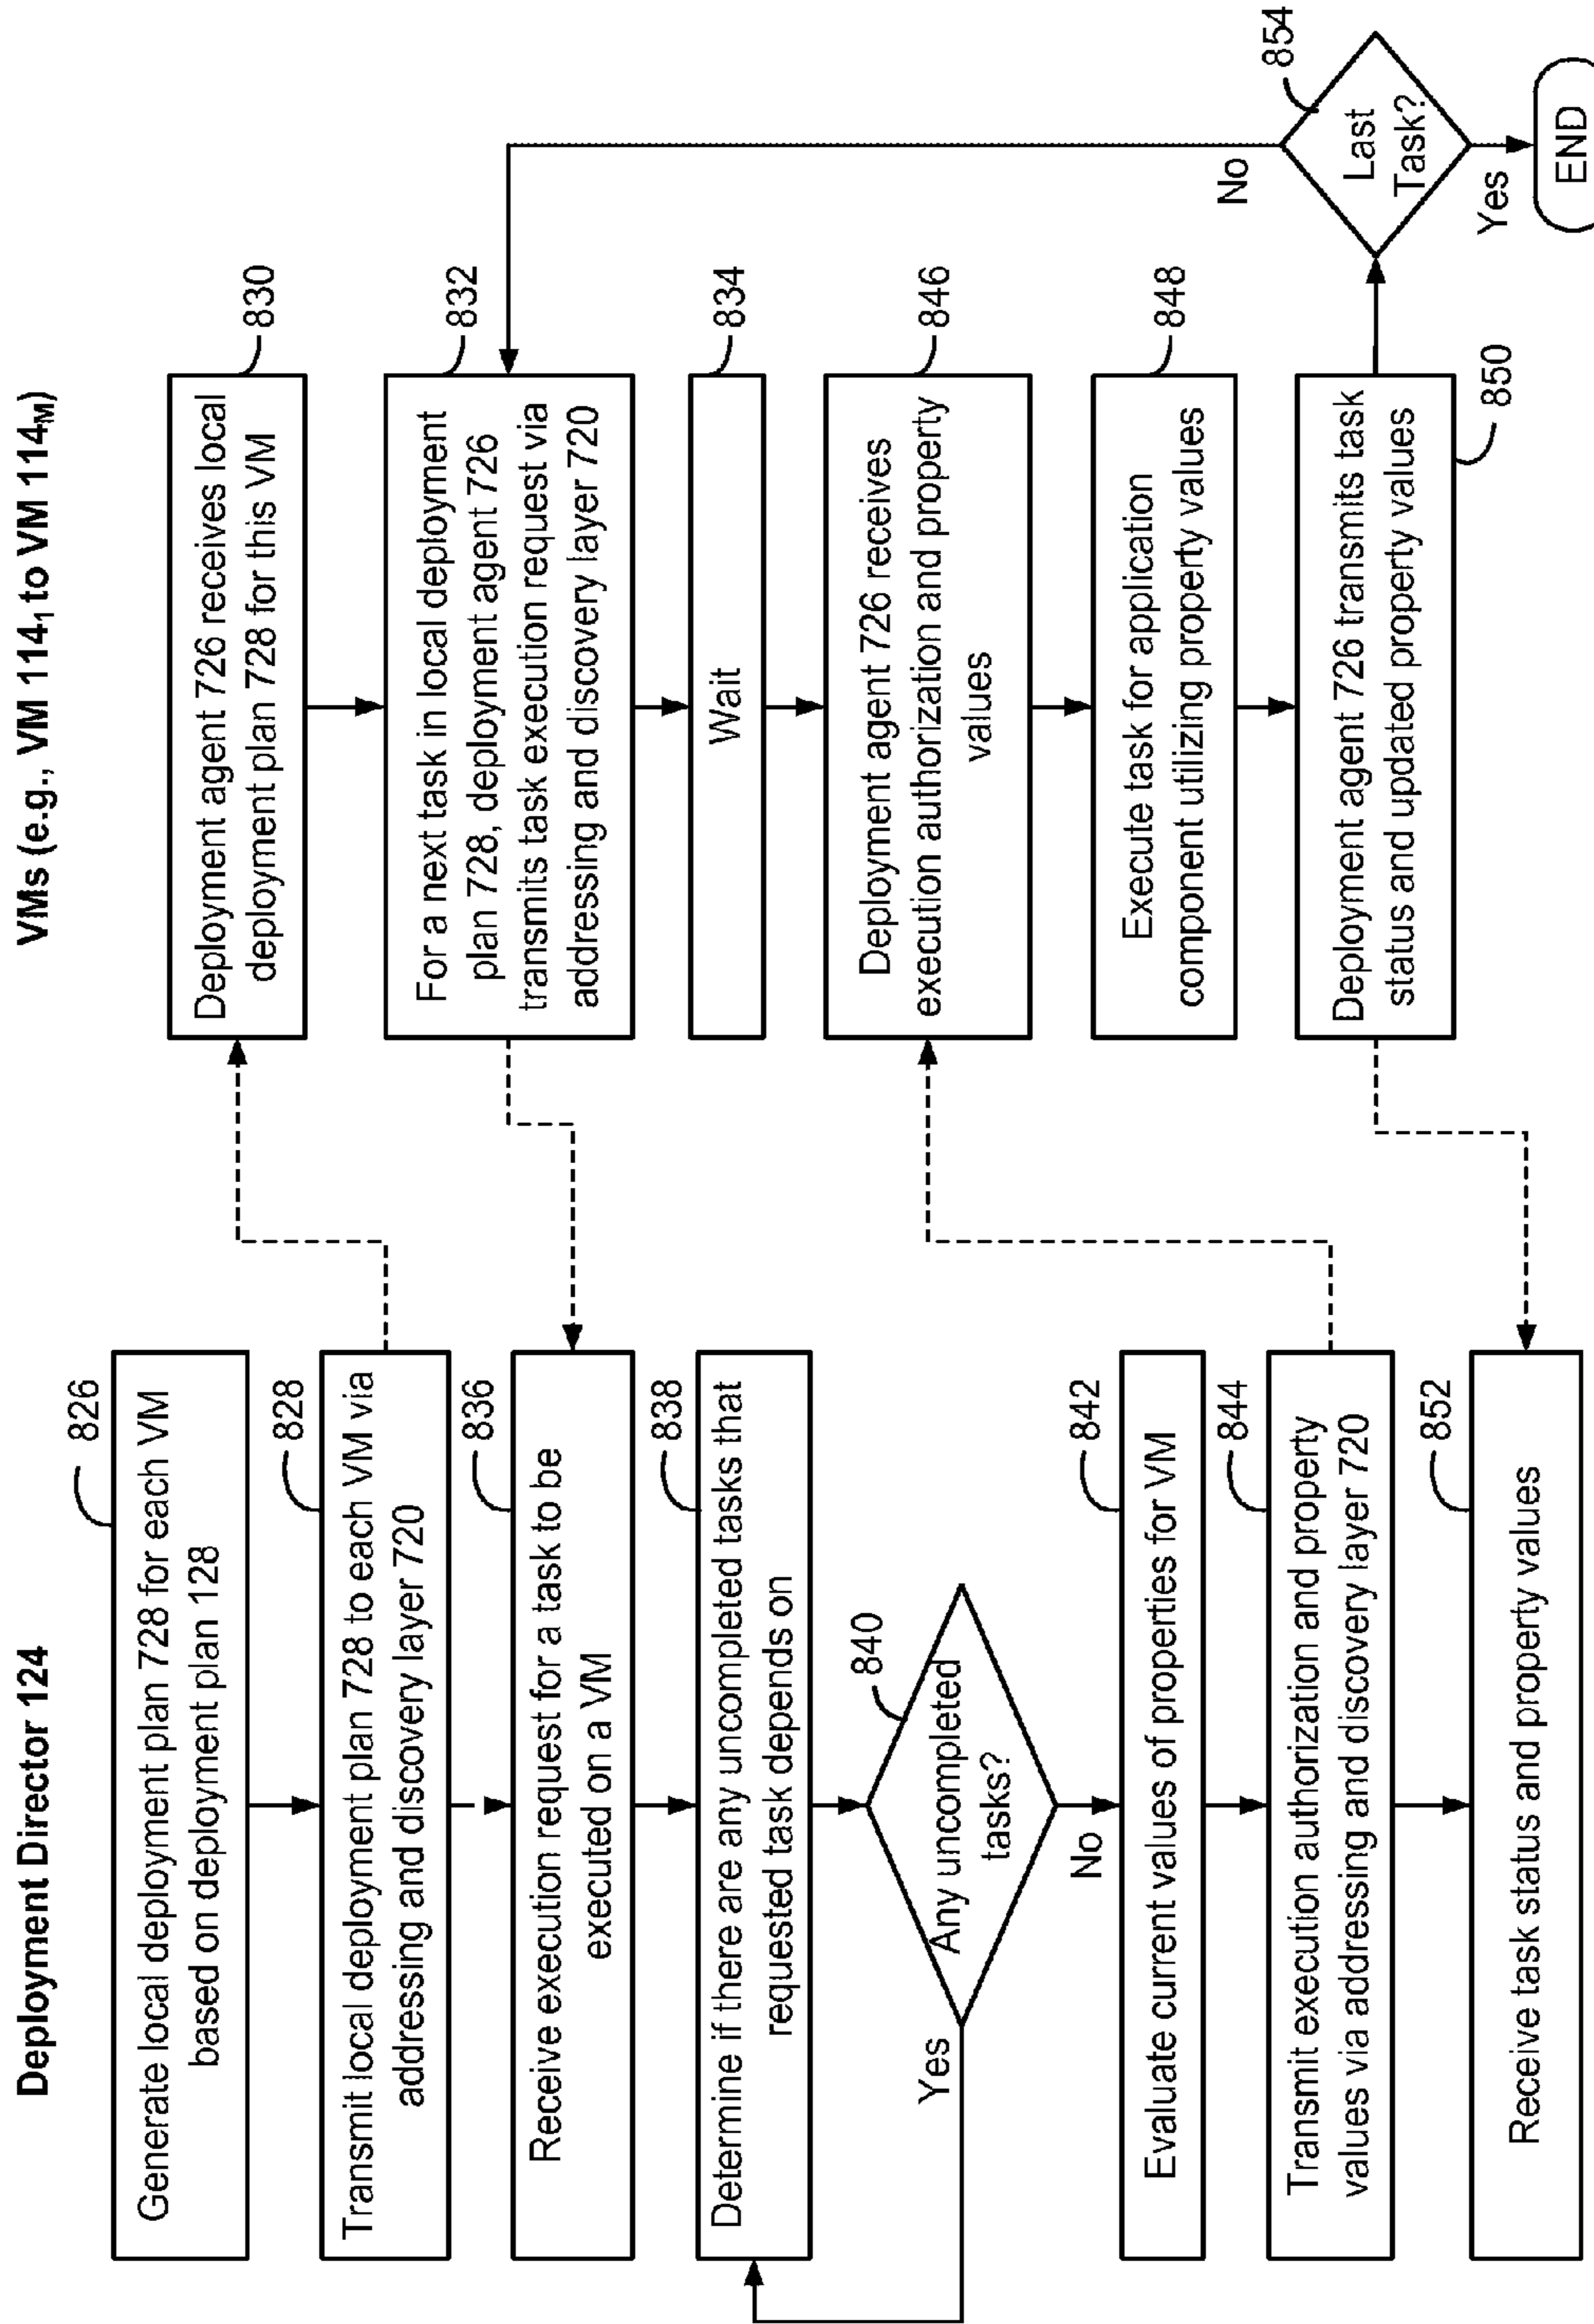 Deployment Director 124
826
Generate local deployment plan 728 for each VM
based on deployment plan 128
828
Transmit local deployment plan 728 to each VM via
addressing and discovery layer 720
836
Receive execution request for a task to be
executed on a VM
838
Determine if there are any uncompleted tasks that
requested task depends on
840
Any uncompleted
tasks?
Yes
No
842
Evaluate current values of properties for VM
844
Transmit execution authorization and property
values via addressing and discovery layer 720
852
Receive task status and property values
VMs (e.g., VM 114₁ to VM 114ₘ)
830
Deployment agent 726 receives local
deployment plan 728 for this VM
832
For a next task in local deployment
plan 728, deployment agent 726
transmits task execution request via
addressing and discovery layer 720
834
Wait
846
Deployment agent 726 receives
execution authorization and property
values
848
Execute task for application
component utilizing property values
850
Deployment agent 726 transmits task
status and updated property values
854
Last
Task?
No
Yes
END